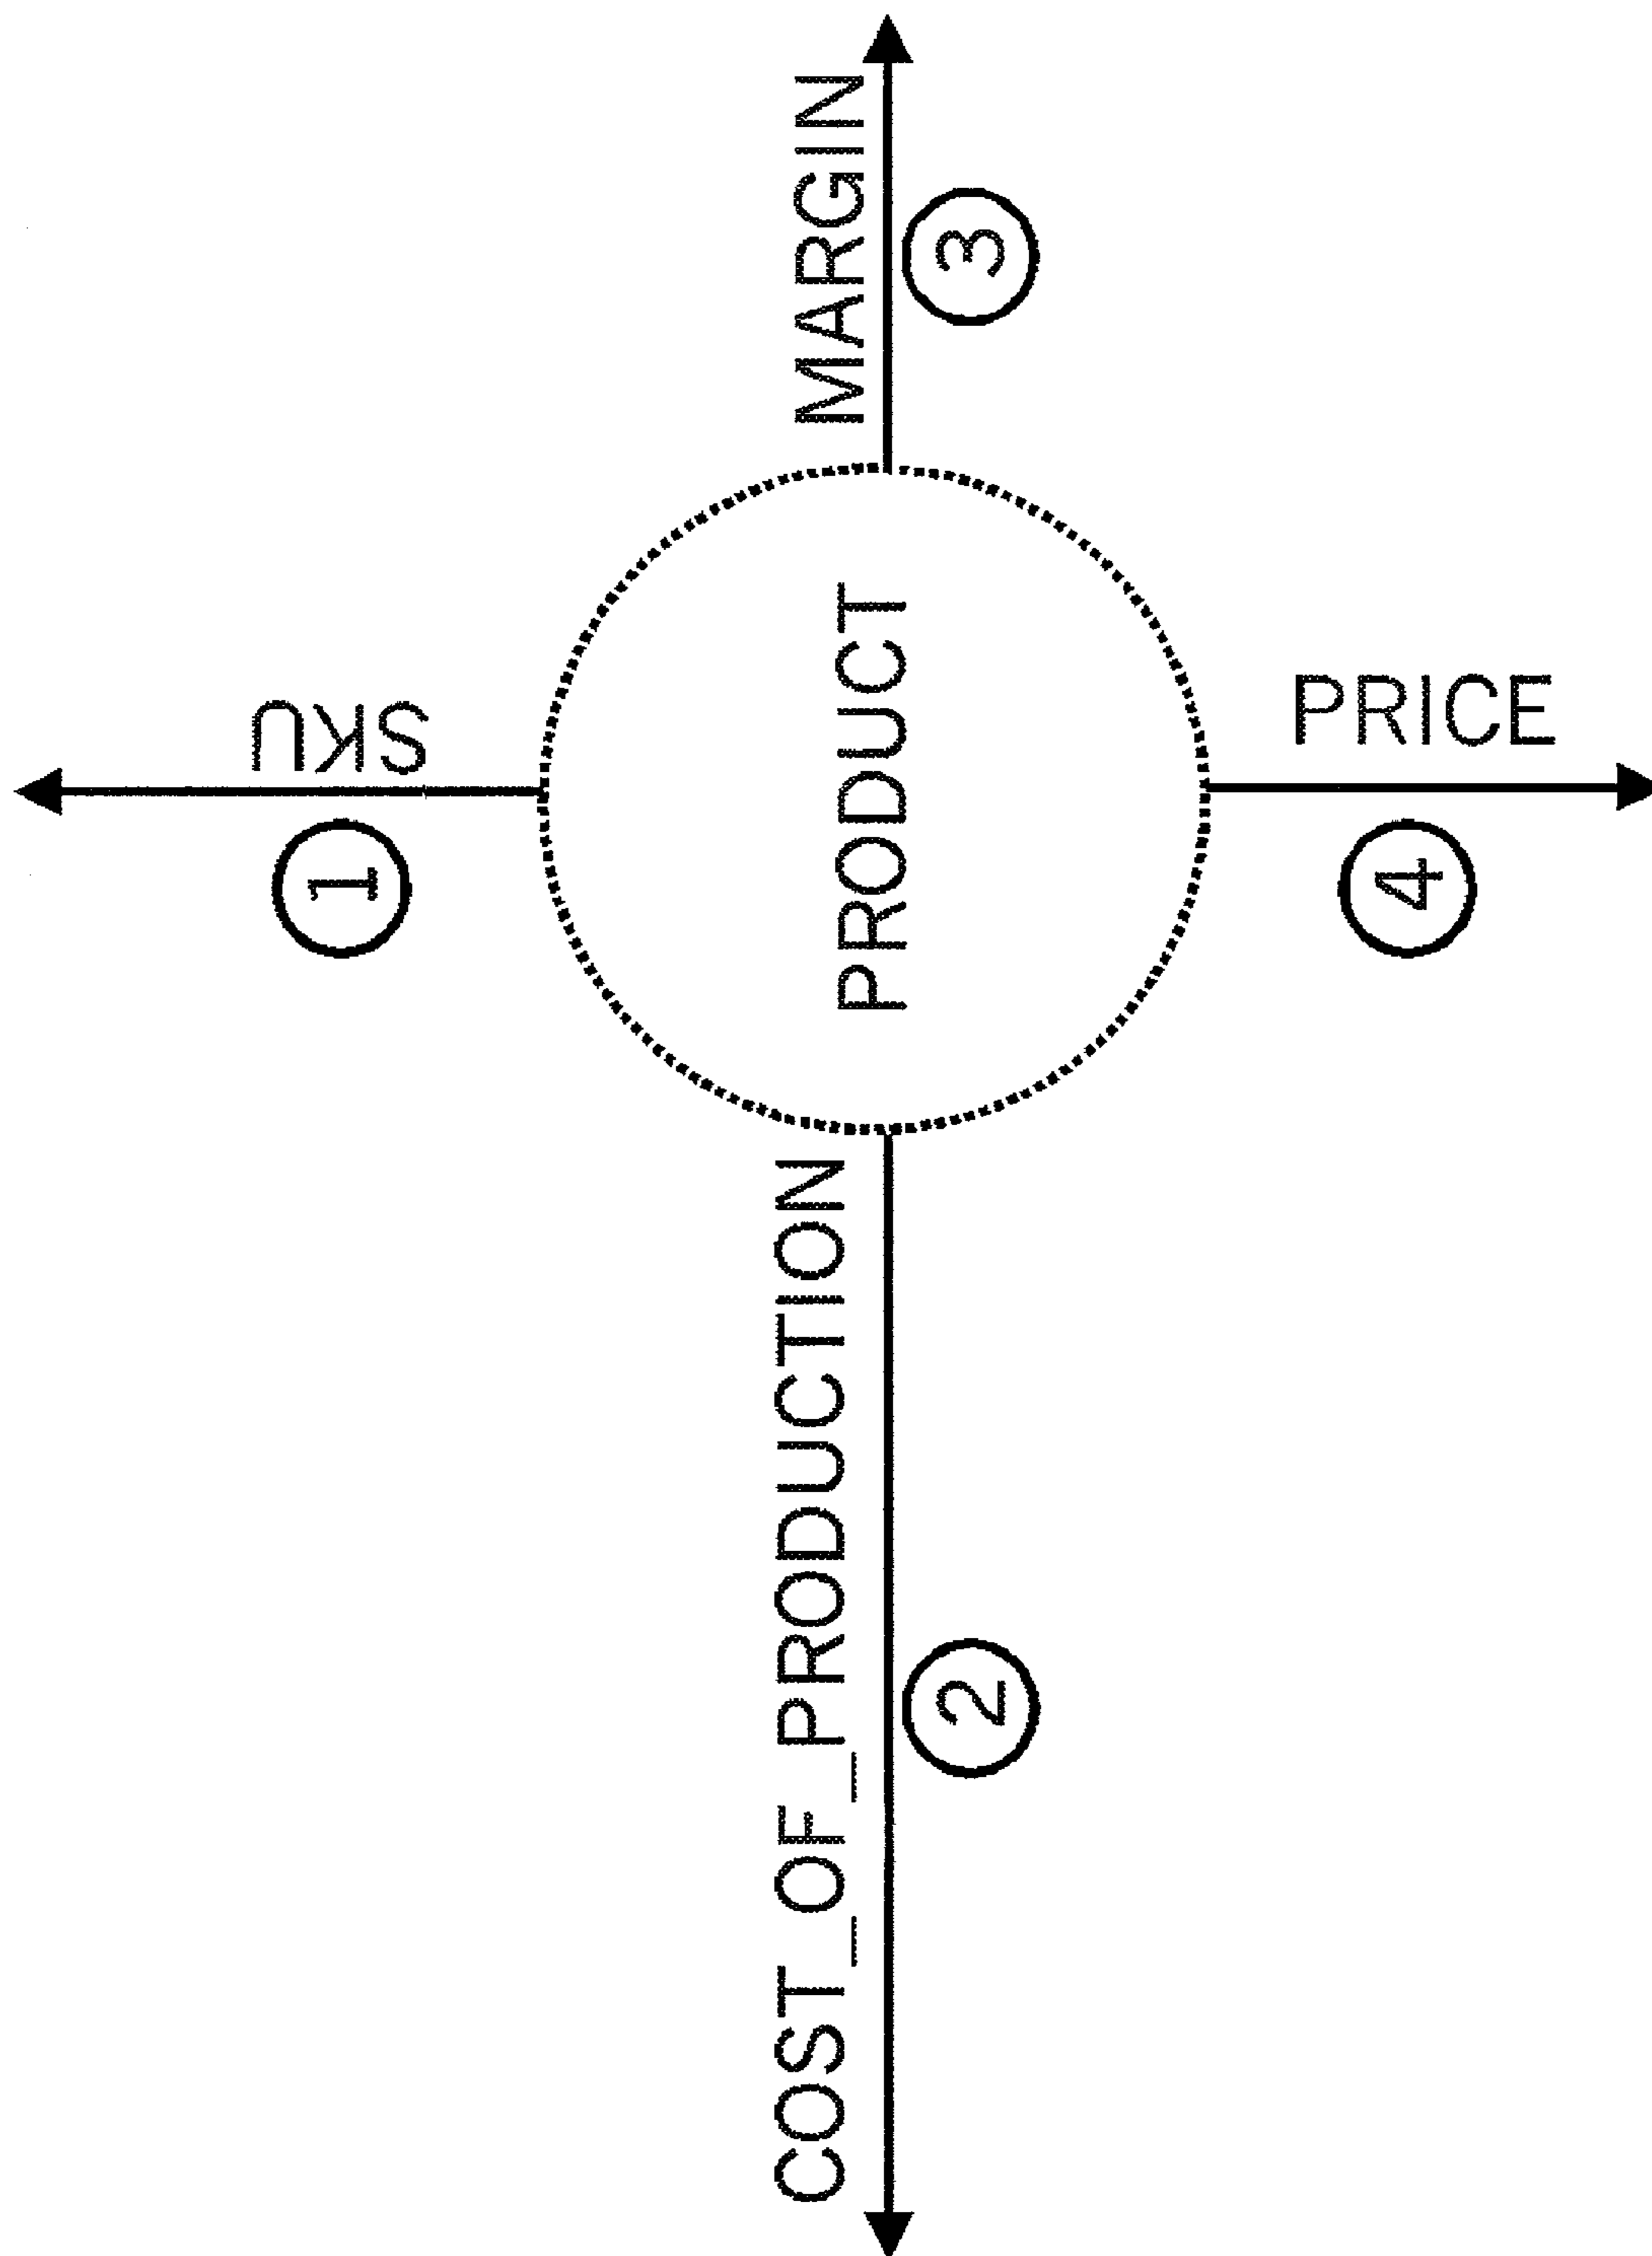 SKU
1
COST_OF_PRODUCTION
2
PRODUCT
MARGIN
3
PRICE
4